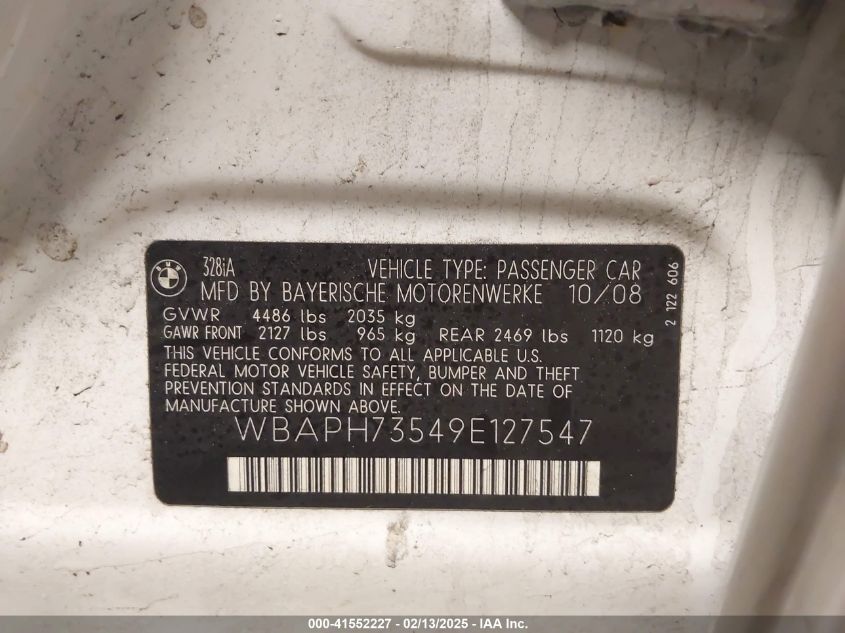 BMW
328iA VEHICLE TYPE: PASSENGER CAR
MFD BY BAYERISCHE MOTORENWERKE 10/08
GVWR 4486 lbs 2035 kg
GAWR FRONT 2127 lbs 965 kg REAR 2469 lbs 1120 kg
THIS VEHICLE CONFORMS TO ALL APPLICABLE U.S.
FEDERAL MOTOR VEHICLE SAFETY, BUMPER AND THEFT
PREVENTION STANDARDS IN EFFECT ON THE DATE OF
MANUFACTURE SHOWN ABOVE.
WBAPH73549E127547
2 122 606
000-41552227 - 02/13/2025 - IAA Inc.